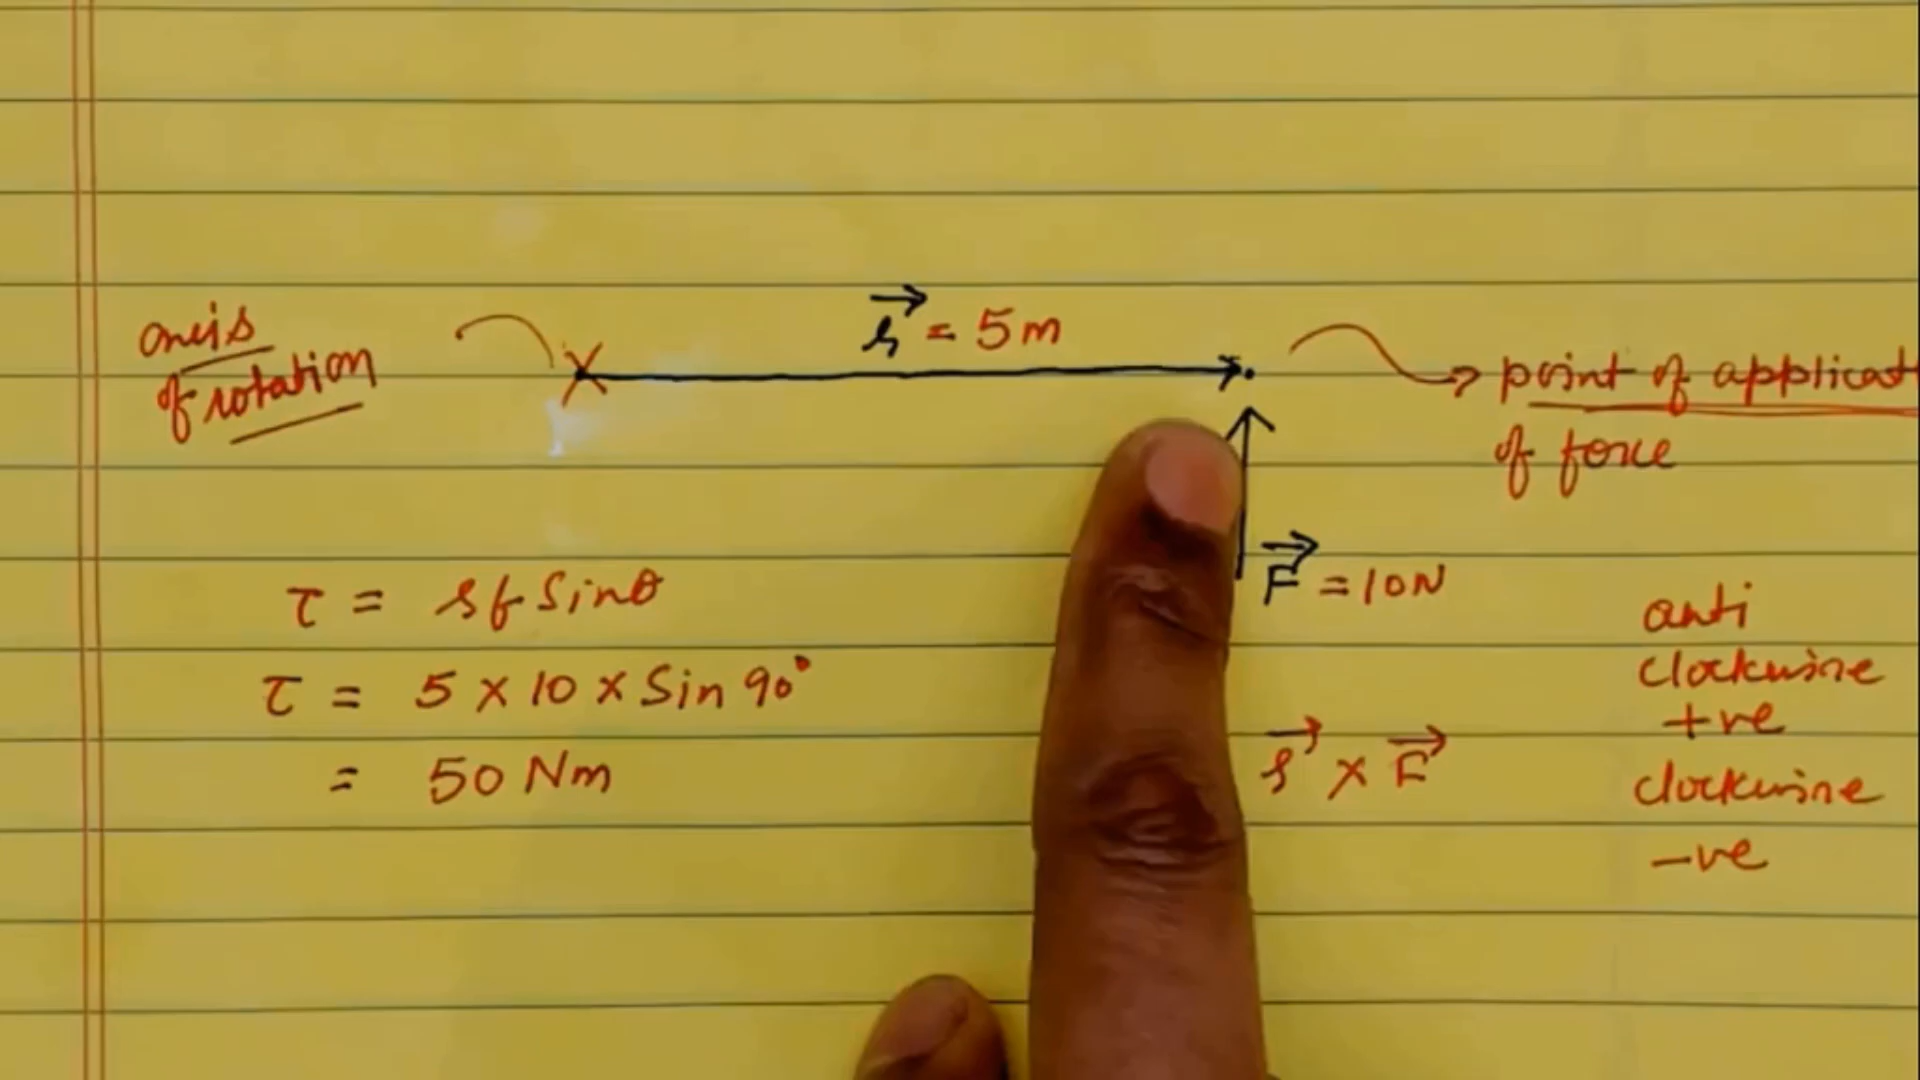 axis
of rotation
r = 5m
point of applicat
of force
F = 10N
τ = rf Sinθ
τ = 5 × 10 × Sin 90°
= 50 Nm
r × F
anti
clockwise
+ve
clockwise
-ve